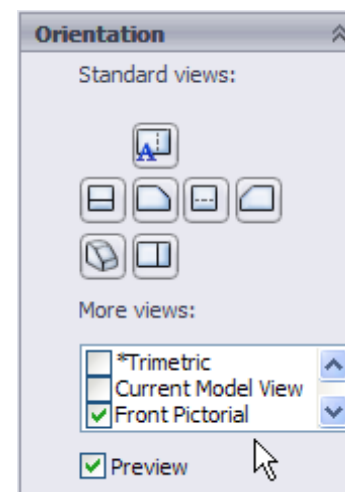 Orientation
Standard views:
A
More views:
*Trimetric
Current Model View
Front Pictorial
Preview